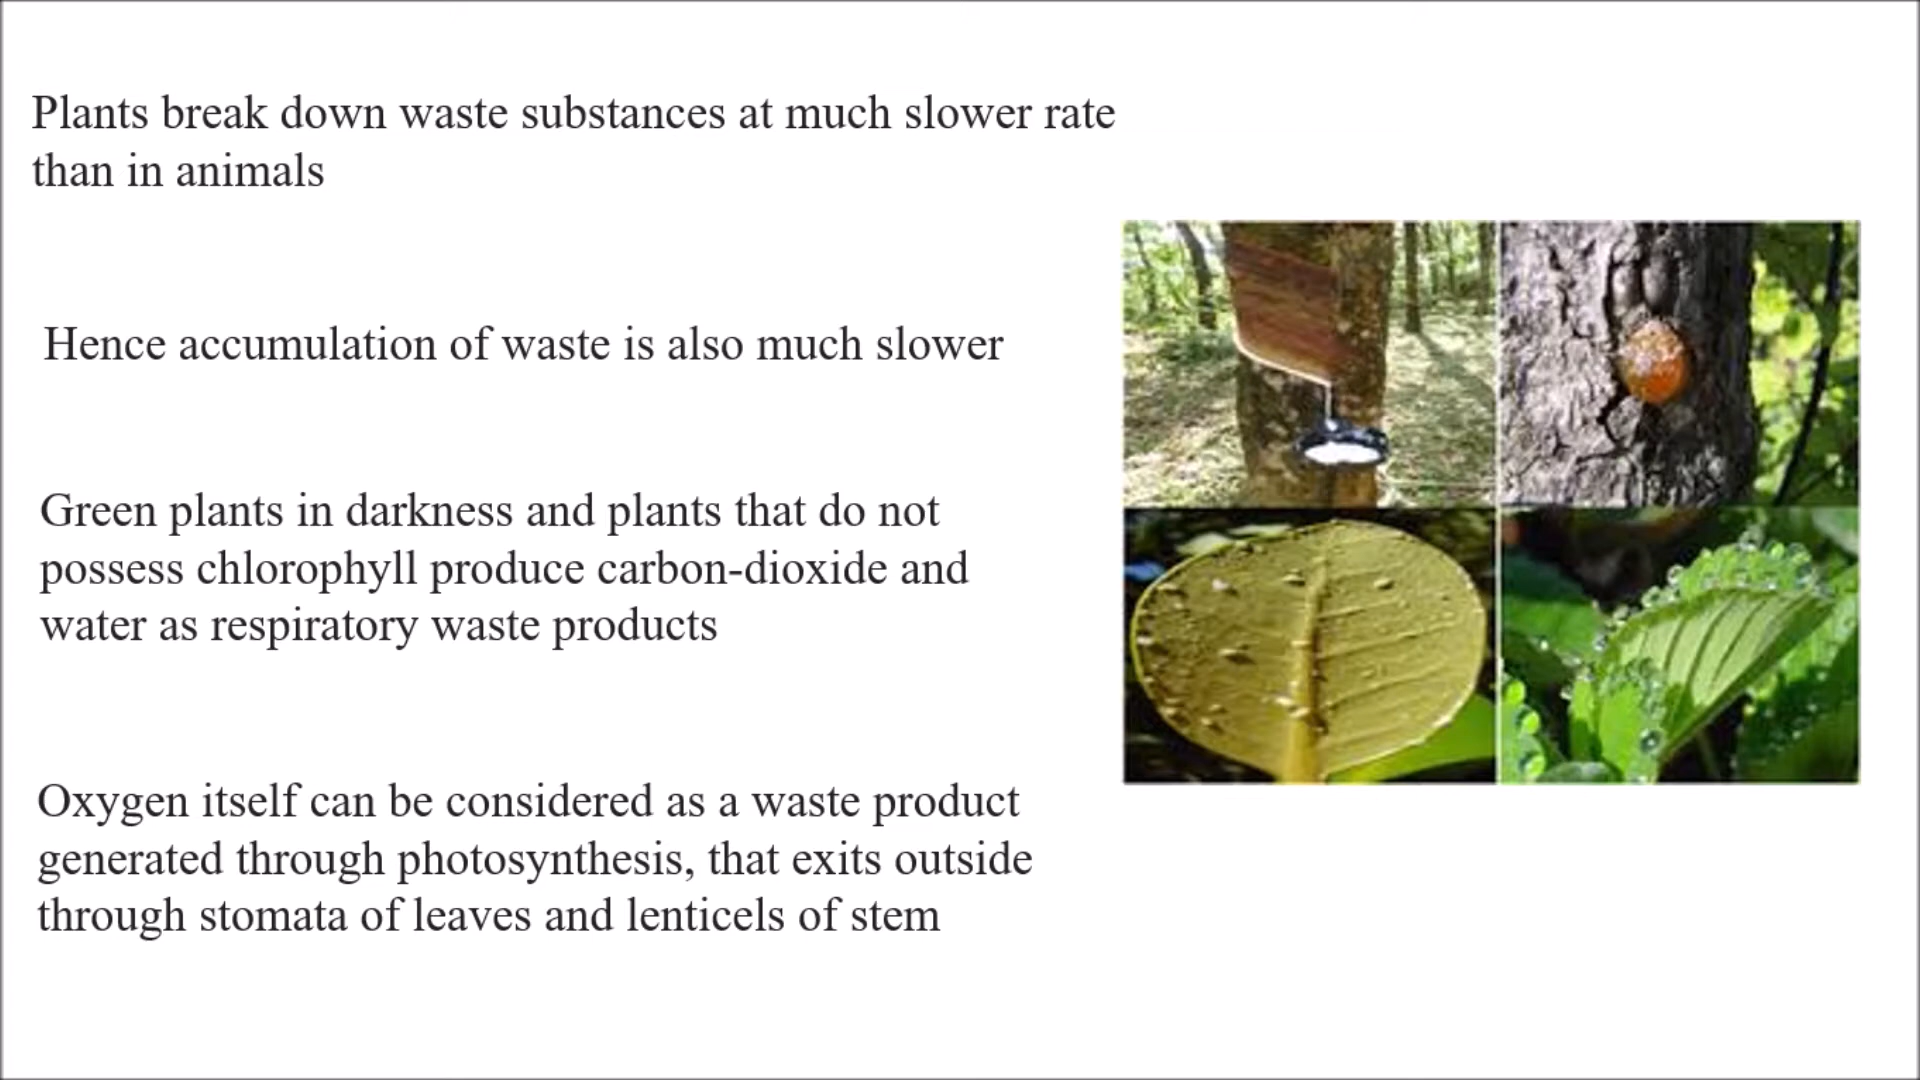 Plants break down waste substances at much slower rate
than in animals
Hence accumulation of waste is also much slower
Green plants in darkness and plants that do not
possess chlorophyll produce carbon-dioxide and
water as respiratory waste products
Oxygen itself can be considered as a waste product
generated through photosynthesis, that exits outside
through stomata of leaves and lenticels of stem